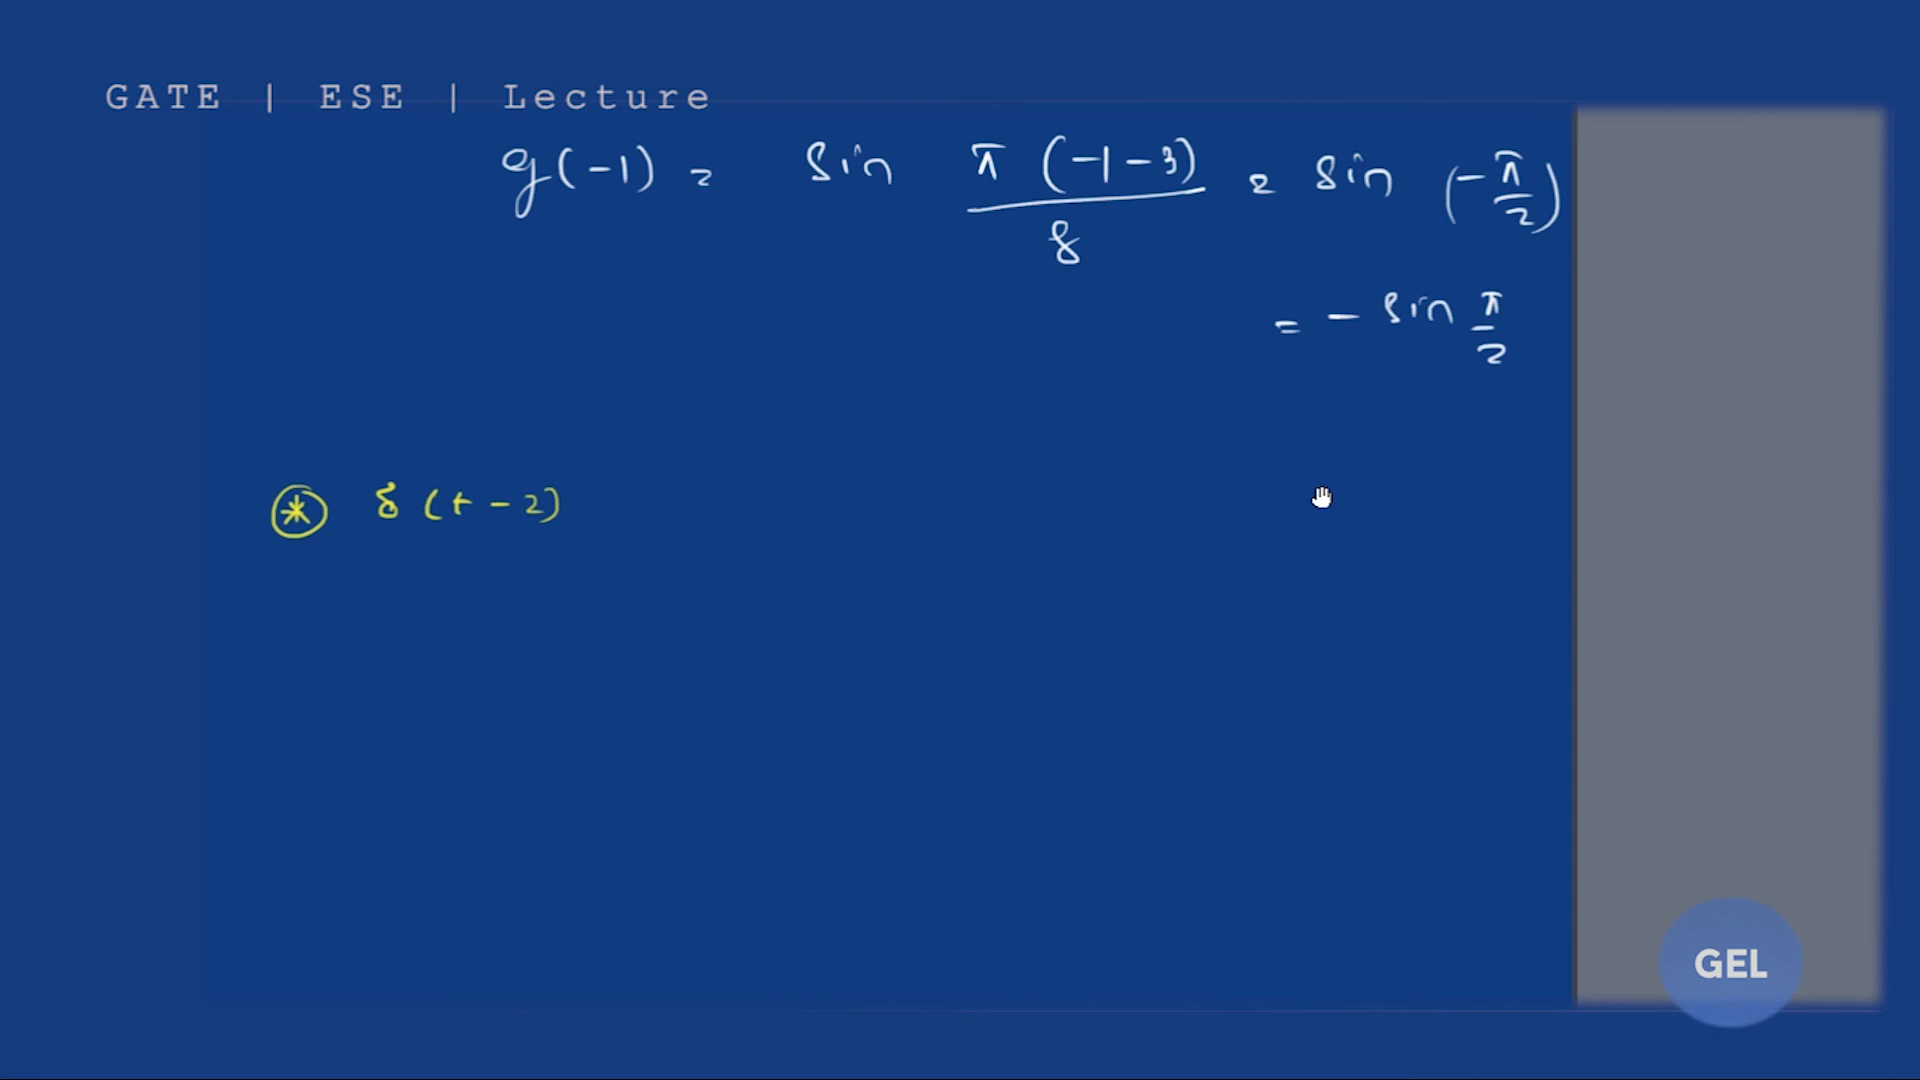 GATE | ESE | Lecture
g(-1) = sin π(-1-3)/8 = sin (-π/2)
= - sin π/2
⊛ δ(t-2)
GEL